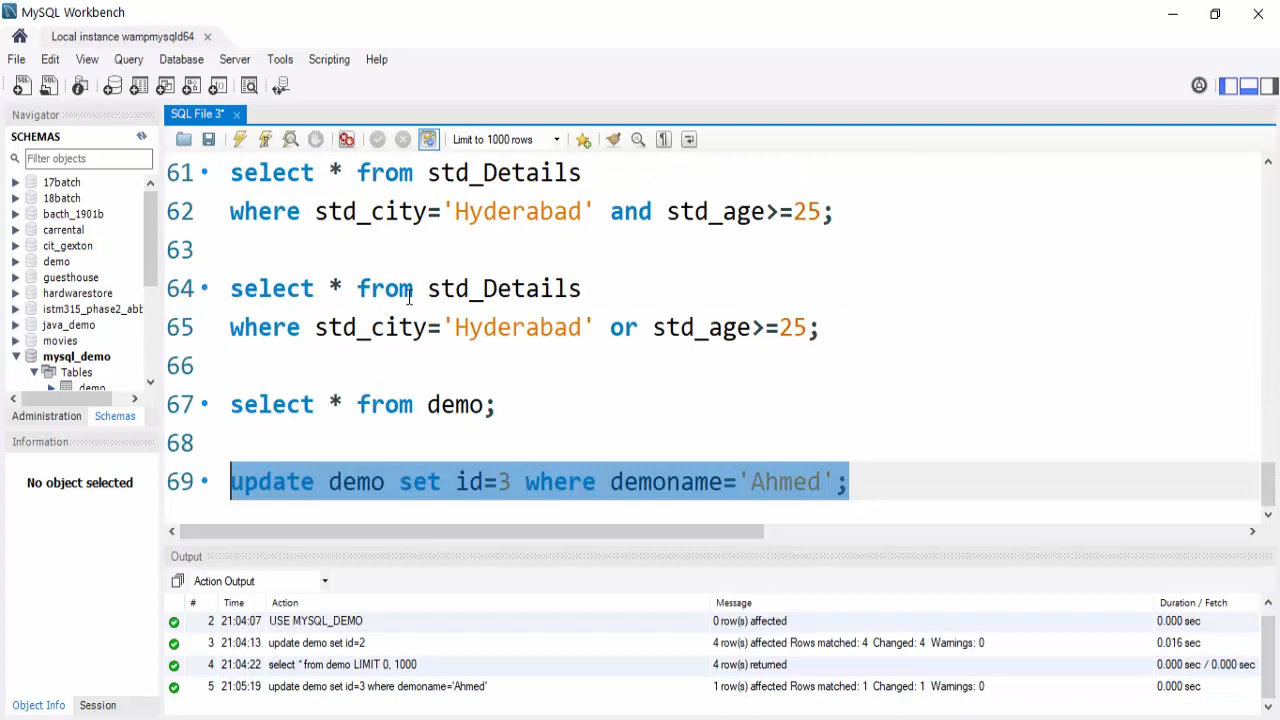 MySQL Workbench
Local instance wampmysqld64 ×
File Edit View Query Database Server Tools Scripting Help
Navigator
SCHEMAS
Filter objects
17batch
18batch
bacth_1901b
carrental
cit_gexton
demo
guesthouse
hardwarestore
istm315_phase2_abb
java_demo
movies
mysql_demo
Tables
demo
Administration Schemas
Information
No object selected
Object Info Session
SQL File 3* ×
Limit to 1000 rows
61 select * from std_Details
62 where std_city='Hyderabad' and std_age>=25;
63
64 select * from std_Details
65 where std_city='Hyderabad' or std_age>=25;
66
67 select * from demo;
68
69 update demo set id=3 where demoname='Ahmed';
Output
Action Output
# Time Action Message Duration / Fetch
2 21:04:07 USE MYSQL_DEMO 0 row(s) affected 0.000 sec
3 21:04:13 update demo set id=2 4 row(s) affected Rows matched: 4 Changed: 4 Warnings: 0 0.016 sec
4 21:04:22 select * from demo LIMIT 0, 1000 4 row(s) returned 0.000 sec / 0.000 sec
5 21:05:19 update demo set id=3 where demoname='Ahmed' 1 row(s) affected Rows matched: 1 Changed: 1 Warnings: 0 0.000 sec